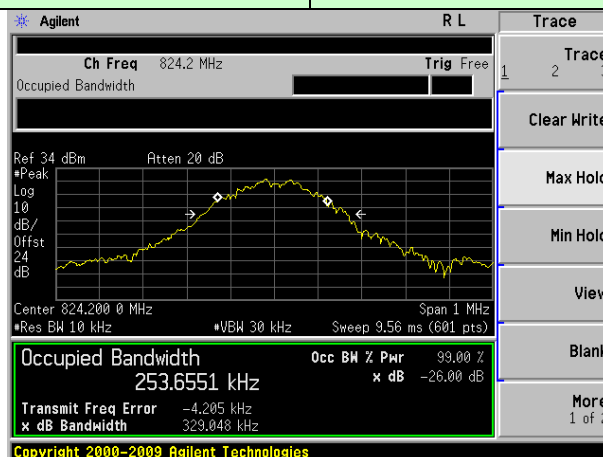 Agilent R L Trace
Ch Freq 824.2 MHz Trig Free
Occupied Bandwidth
Trace
1 2
Clear Write
Max Hold
Min Hold
View
Blank
More
1 of
Ref 34 dBm Atten 20 dB
#Peak
Log
10
dB/
Offst
24
dB
Center 824.200 0 MHz Span 1 MHz
#Res BW 10 kHz #VBW 30 kHz Sweep 9.56 ms (601 pts)
Occupied Bandwidth Occ BW % Pwr 99.00 %
253.6551 kHz x dB -26.00 dB
Transmit Freq Error -4.205 kHz
x dB Bandwidth 329.048 kHz
Copyright 2000-2009 Agilent Technologies